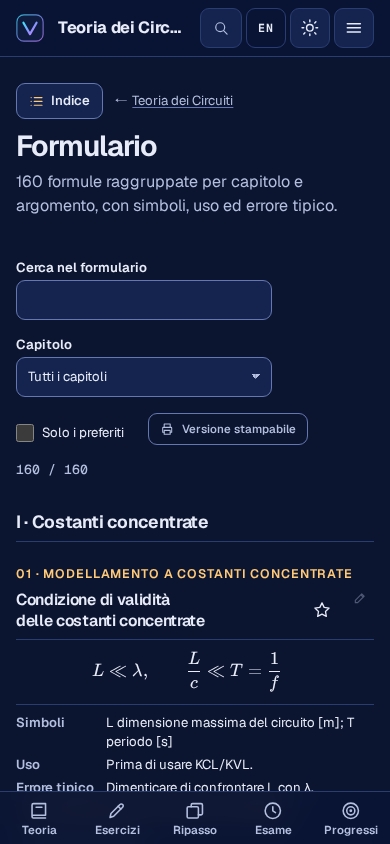 Teoria dei Circ…
EN
Indice
← Teoria dei Circuiti
Formulario
160 formule raggruppate per capitolo e
argomento, con simboli, uso ed errore tipico.
Cerca nel formulario
Capitolo
Tutti i capitoli
Solo i preferiti
Versione stampabile
160 / 160
I · Costanti concentrate
01 · MODELLAMENTO A COSTANTI CONCENTRATE
Condizione di validità
delle costanti concentrate
L ≪ λ, L/c ≪ T = 1/f
Simboli L dimensione massima del circuito [m]; T
periodo [s]
Uso Prima di usare KCL/KVL.
Errore tipico Dimenticare di confrontare L con λ.
Teoria Esercizi Ripasso Esame Progressi